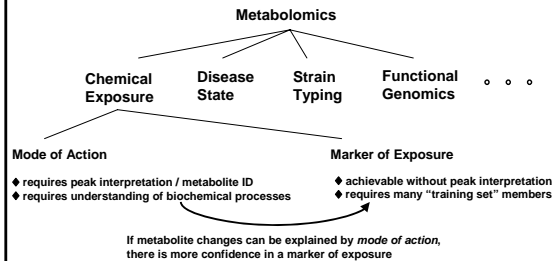 Metabolomics
Chemical Exposure
Disease State
Strain Typing
Functional Genomics
Mode of Action
♦ requires peak interpretation / metabolite ID
♦ requires understanding of biochemical processes
Marker of Exposure
♦ achievable without peak interpretation
♦ requires many “training set” members
If metabolite changes can be explained by mode of action,
there is more confidence in a marker of exposure